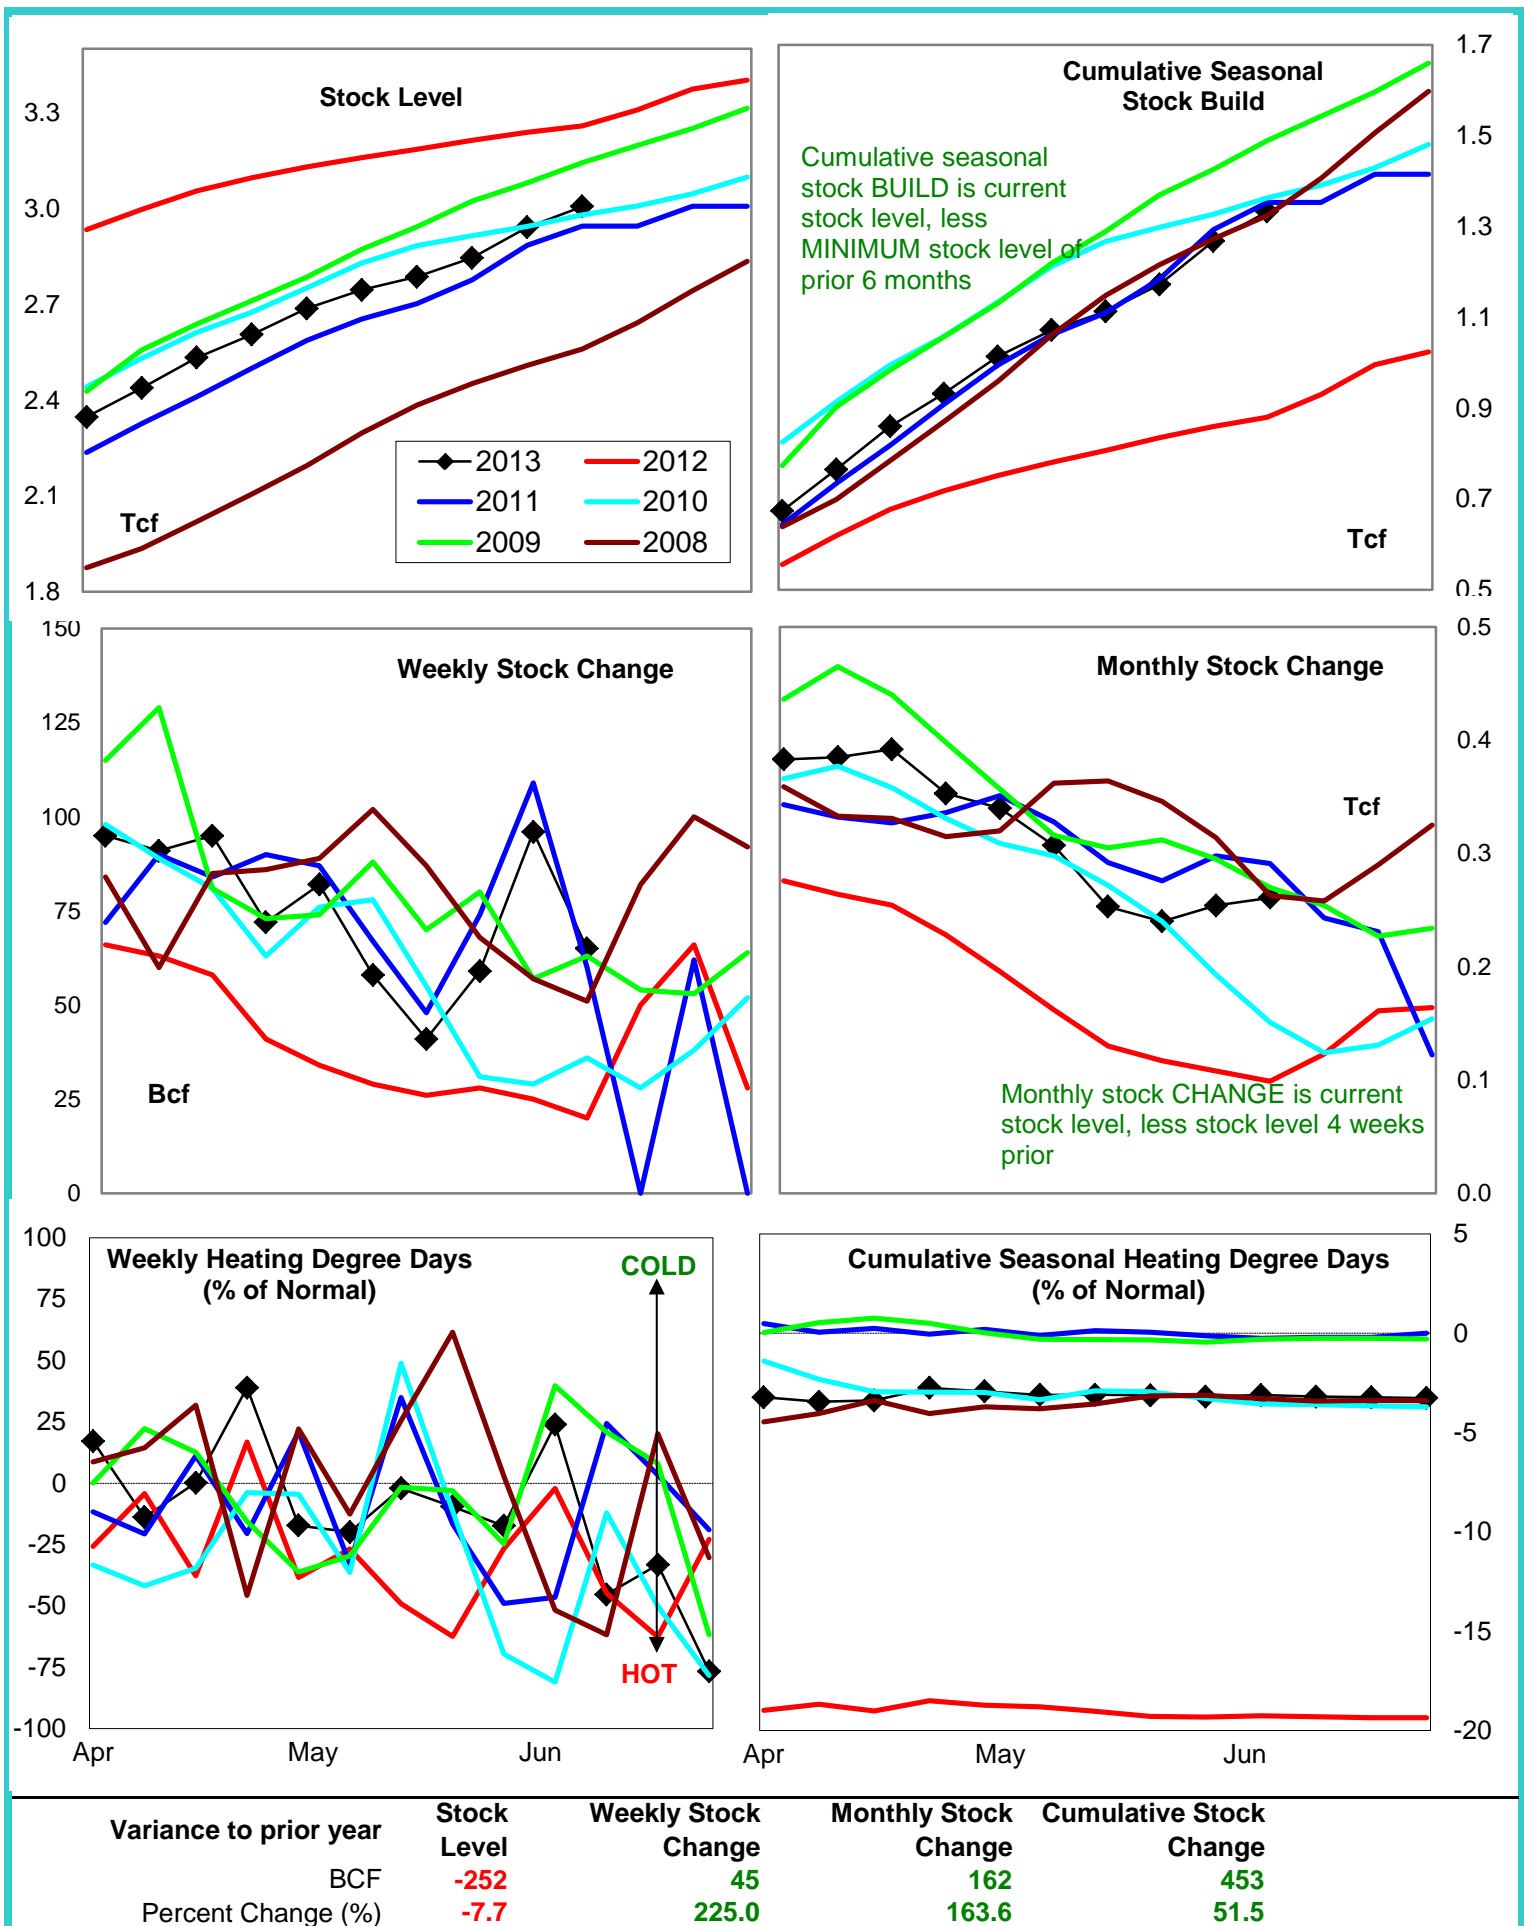 Stock Level
3.3
3.0
2.7
2.4
2.1
1.8
Tcf
2013 2012
2011 2010
2009 2008
Cumulative Seasonal
Stock Build
Cumulative seasonal
stock BUILD is current
stock level, less
MINIMUM stock level of
prior 6 months
1.7
1.5
1.3
1.1
0.9
0.7
0.5
Tcf
Weekly Stock Change
150
125
100
75
50
25
0
Bcf
Monthly Stock Change
0.5
0.4
Tcf
0.3
0.2
0.1
0.0
Monthly stock CHANGE is current
stock level, less stock level 4 weeks
prior
Weekly Heating Degree Days
(% of Normal)
COLD
HOT
100
75
50
25
0
-25
-50
-75
-100
Apr May Jun
Cumulative Seasonal Heating Degree Days
(% of Normal)
5
0
-5
-10
-15
-20
Apr May Jun
Variance to prior year Stock Level Weekly Stock Change Monthly Stock Change Cumulative Stock Change
BCF -252 45 162 453
Percent Change (%) -7.7 225.0 163.6 51.5